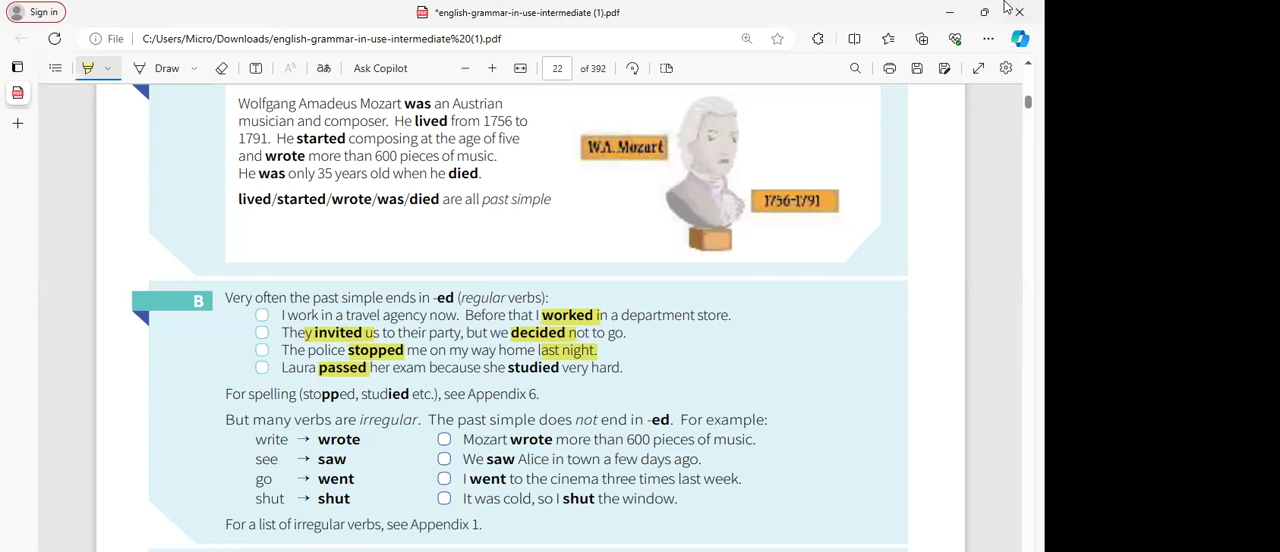 Sign in
*english-grammar-in-use-intermediate (1).pdf
File C:/Users/Micro/Downloads/english-grammar-in-use-intermediate%20(1).pdf
Draw
Ask Copilot
22 of 392
Wolfgang Amadeus Mozart was an Austrian
musician and composer. He lived from 1756 to
1791. He started composing at the age of five
and wrote more than 600 pieces of music.
He was only 35 years old when he died.
lived/started/wrote/was/died are all past simple
W.A. Mozart
1756-1791
B
Very often the past simple ends in -ed (regular verbs):
I work in a travel agency now. Before that I worked in a department store.
They invited us to their party, but we decided not to go.
The police stopped me on my way home last night.
Laura passed her exam because she studied very hard.
For spelling (stopped, studied etc.), see Appendix 6.
But many verbs are irregular. The past simple does not end in -ed. For example:
write → wrote Mozart wrote more than 600 pieces of music.
see → saw We saw Alice in town a few days ago.
go → went I went to the cinema three times last week.
shut → shut It was cold, so I shut the window.
For a list of irregular verbs, see Appendix 1.